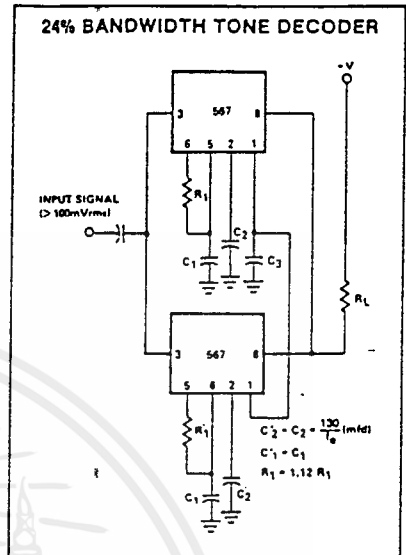 24% BANDWIDTH TONE DECODER
+V
567
3
8
6 5 2 1
INPUT SIGNAL
(> 100mVrms)
R1
C2
C1
C3
RL
567
3
8
5 6 2 1
R'1
C'2 = C2 = 130/fo (mfd)
C'1 = C1
R'1 = 1.12 R1
C1
C2